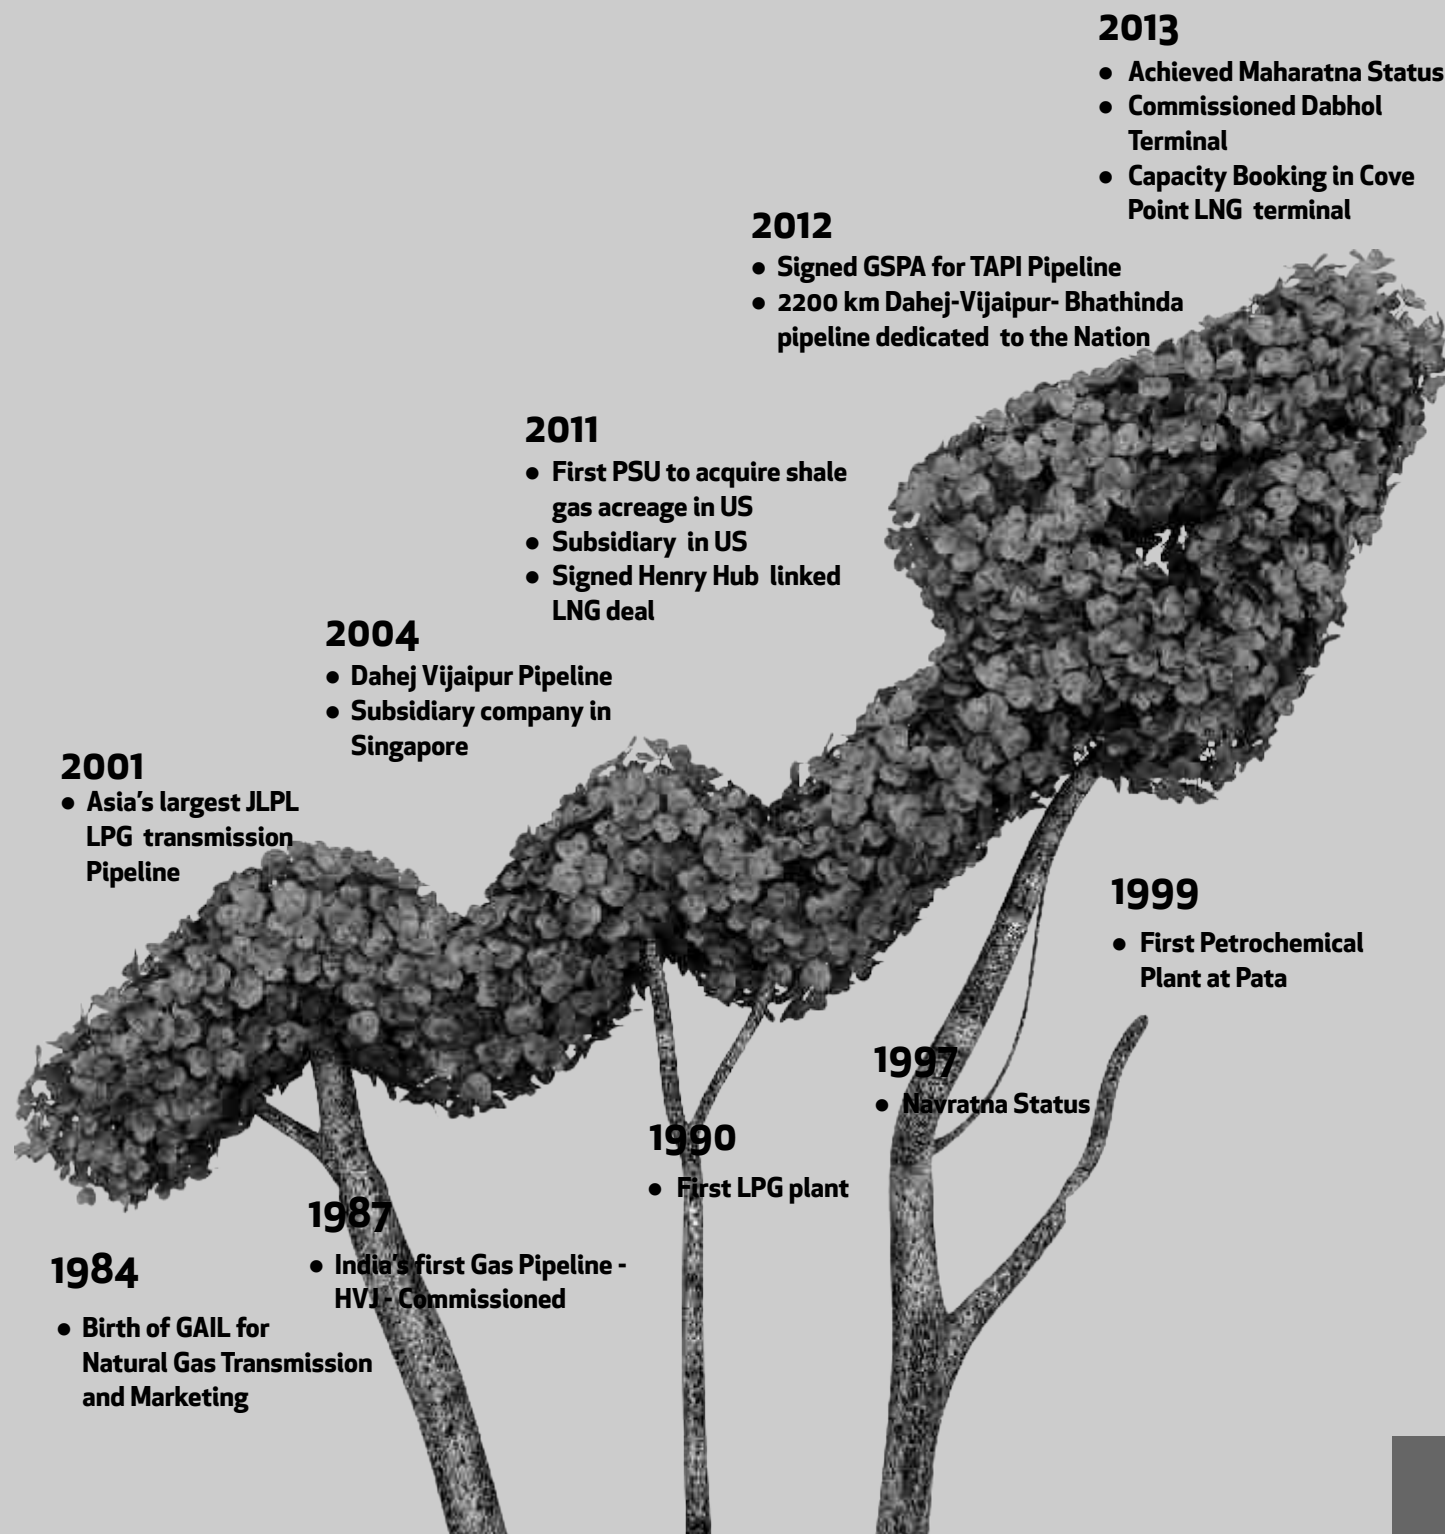 2013
● Achieved Maharatna Status
● Commissioned Dabhol
Terminal
● Capacity Booking in Cove
Point LNG terminal
2012
● Signed GSPA for TAPI Pipeline
● 2200 km Dahej-Vijaipur- Bhathinda
pipeline dedicated to the Nation
2011
● First PSU to acquire shale
gas acreage in US
● Subsidiary in US
● Signed Henry Hub linked
LNG deal
2004
● Dahej Vijaipur Pipeline
● Subsidiary company in
Singapore
2001
● Asia's largest JLPL
LPG transmission
Pipeline
1999
● First Petrochemical
Plant at Pata
1997
● Navratna Status
1990
● First LPG plant
1987
● India's first Gas Pipeline -
HVJ - Commissioned
1984
● Birth of GAIL for
Natural Gas Transmission
and Marketing